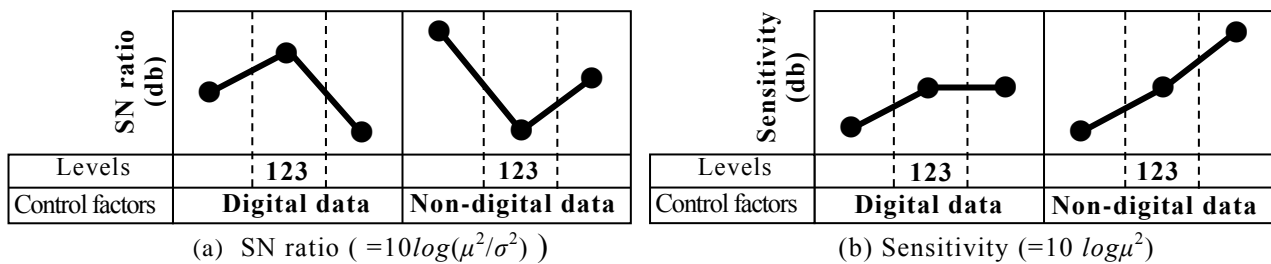 SN ratio
(db)
Levels 123 123
Control factors Digital data Non-digital data
(a) SN ratio ( =10log(μ²/σ²) )
Sensitivity
(db)
Levels 123 123
Control factors Digital data Non-digital data
(b) Sensitivity (=10 logμ²)